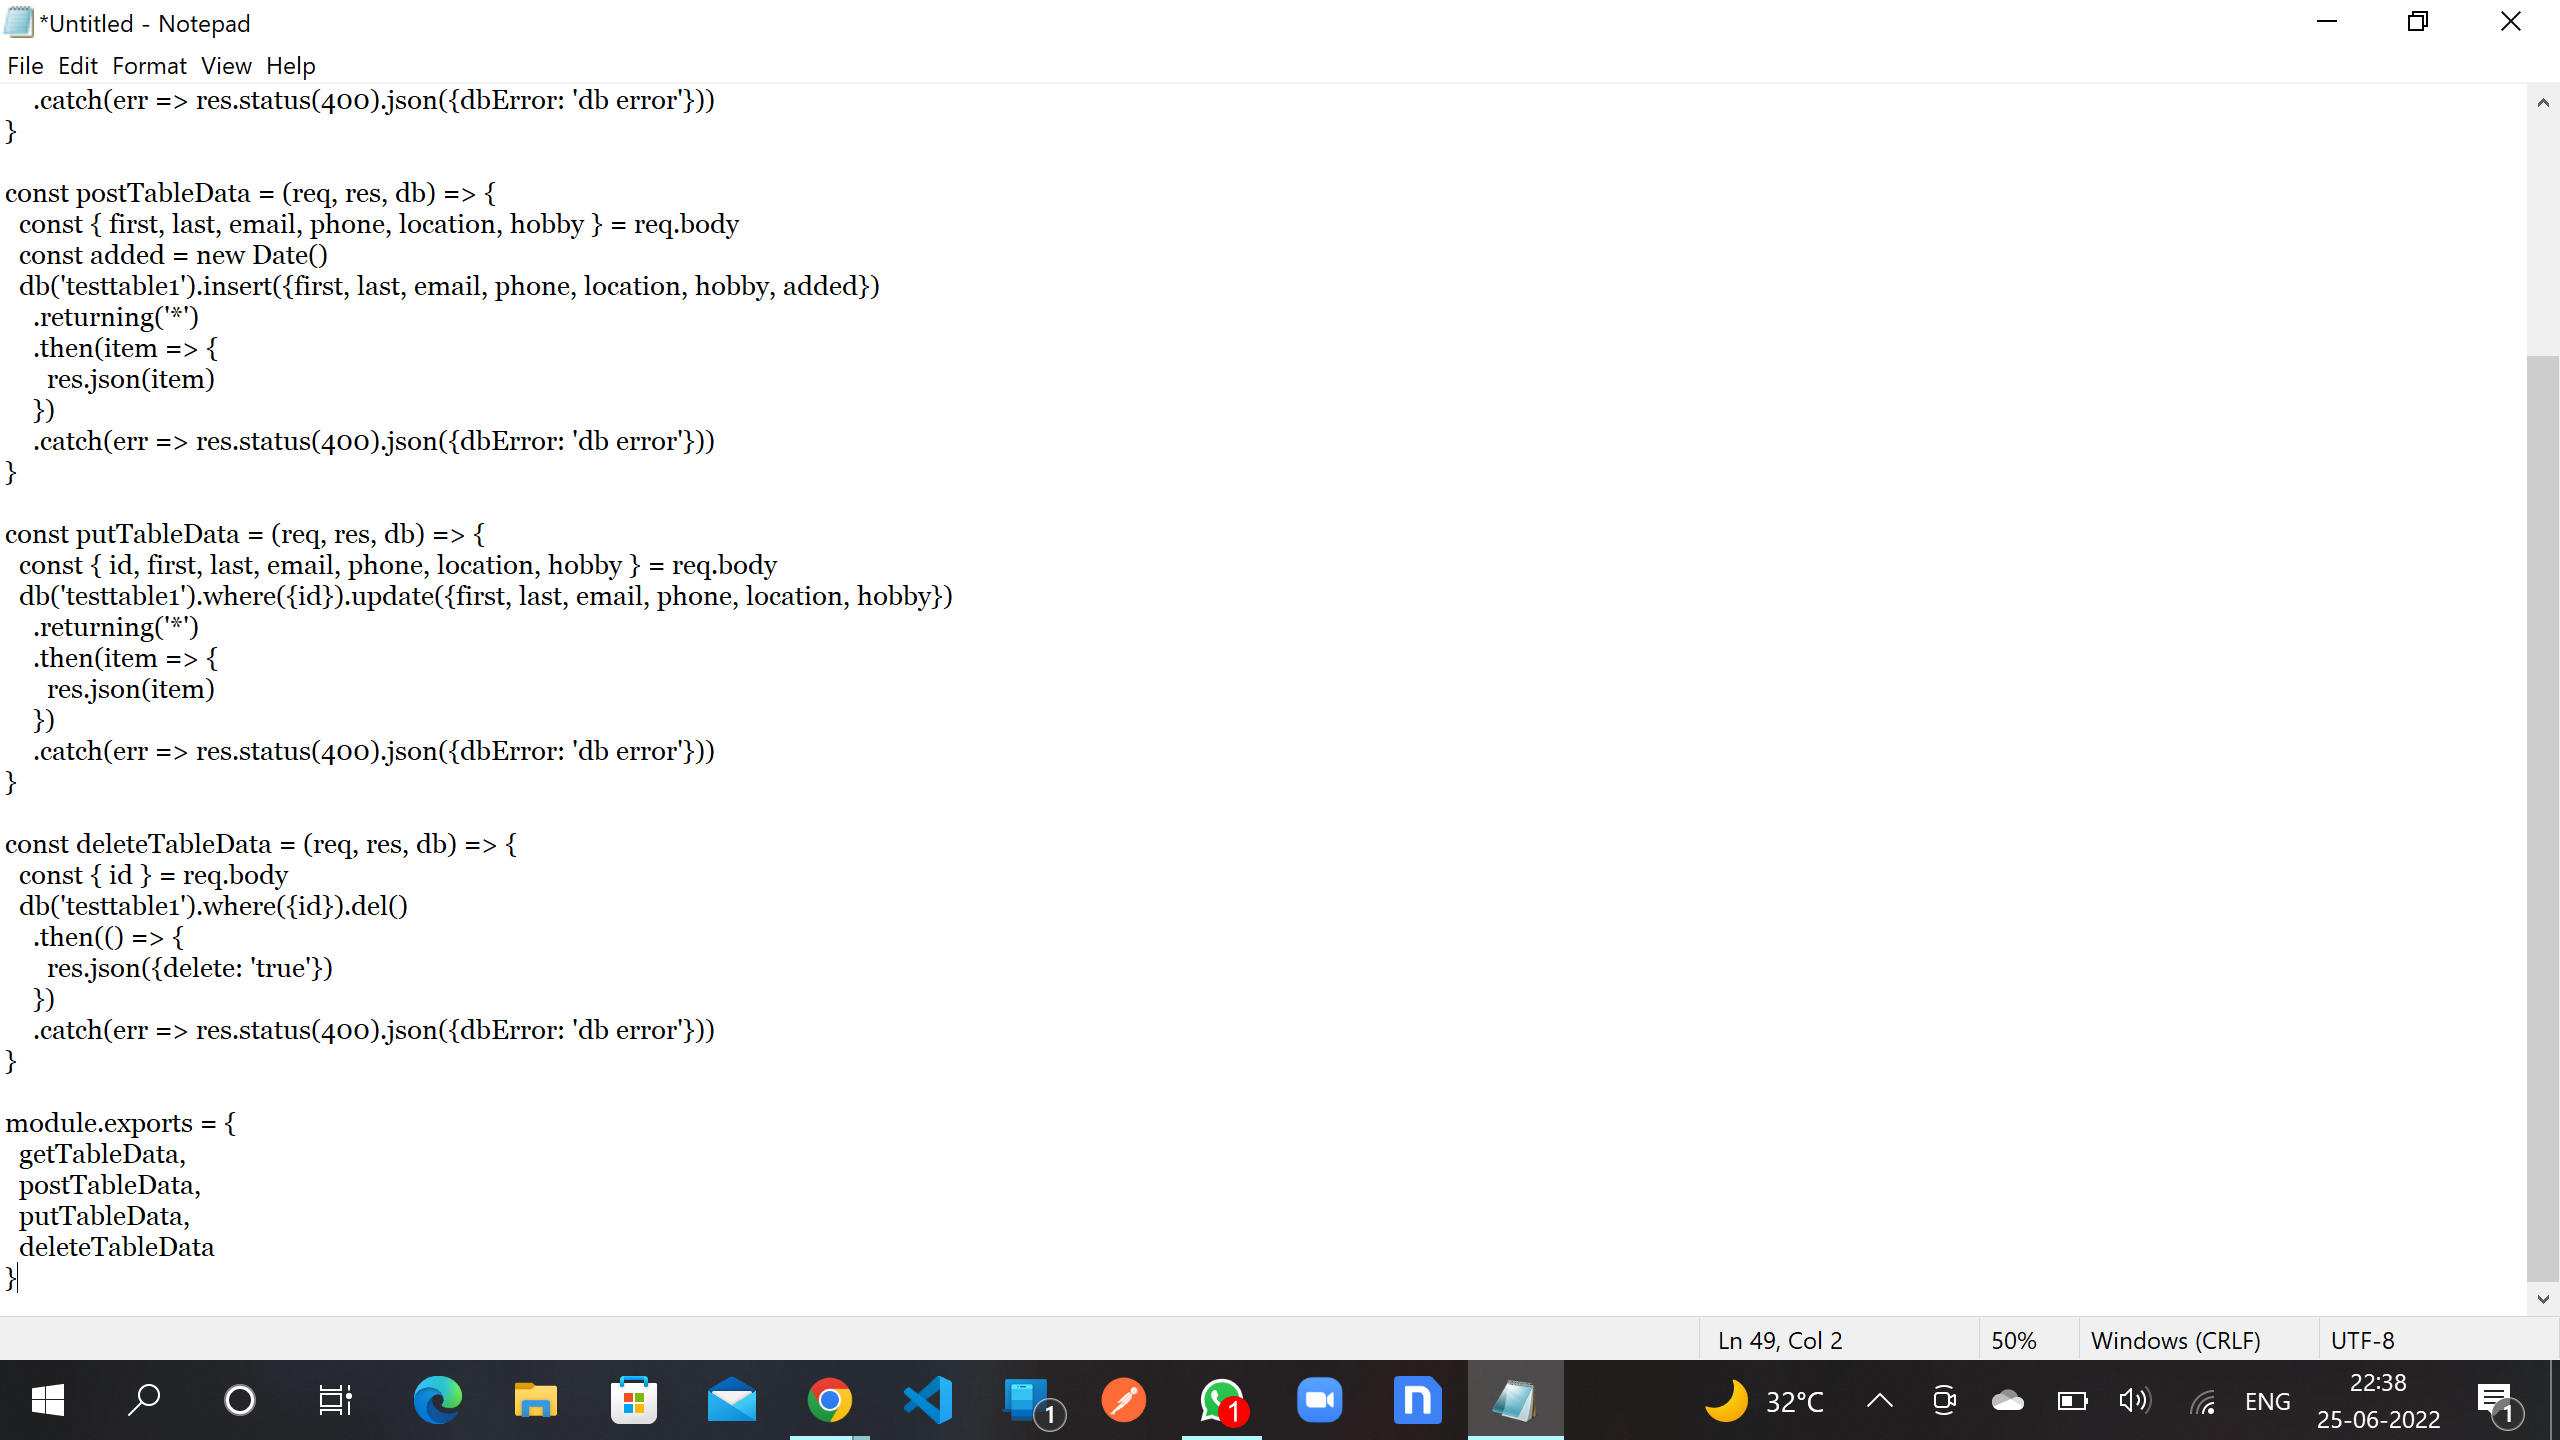 *Untitled - Notepad
File Edit Format View Help
    .catch(err => res.status(400).json({dbError: 'db error'}))
}

const postTableData = (req, res, db) => {
  const { first, last, email, phone, location, hobby } = req.body
  const added = new Date()
  db('testtable1').insert({first, last, email, phone, location, hobby, added})
    .returning('*')
    .then(item => {
      res.json(item)
    })
    .catch(err => res.status(400).json({dbError: 'db error'}))
}

const putTableData = (req, res, db) => {
  const { id, first, last, email, phone, location, hobby } = req.body
  db('testtable1').where({id}).update({first, last, email, phone, location, hobby})
    .returning('*')
    .then(item => {
      res.json(item)
    })
    .catch(err => res.status(400).json({dbError: 'db error'}))
}

const deleteTableData = (req, res, db) => {
  const { id } = req.body
  db('testtable1').where({id}).del()
    .then(() => {
      res.json({delete: 'true'})
    })
    .catch(err => res.status(400).json({dbError: 'db error'}))
}

module.exports = {
  getTableData,
  postTableData,
  putTableData,
  deleteTableData
}
Ln 49, Col 2 50% Windows (CRLF) UTF-8
1 1 n 32°C ENG 22:38 1
25-06-2022